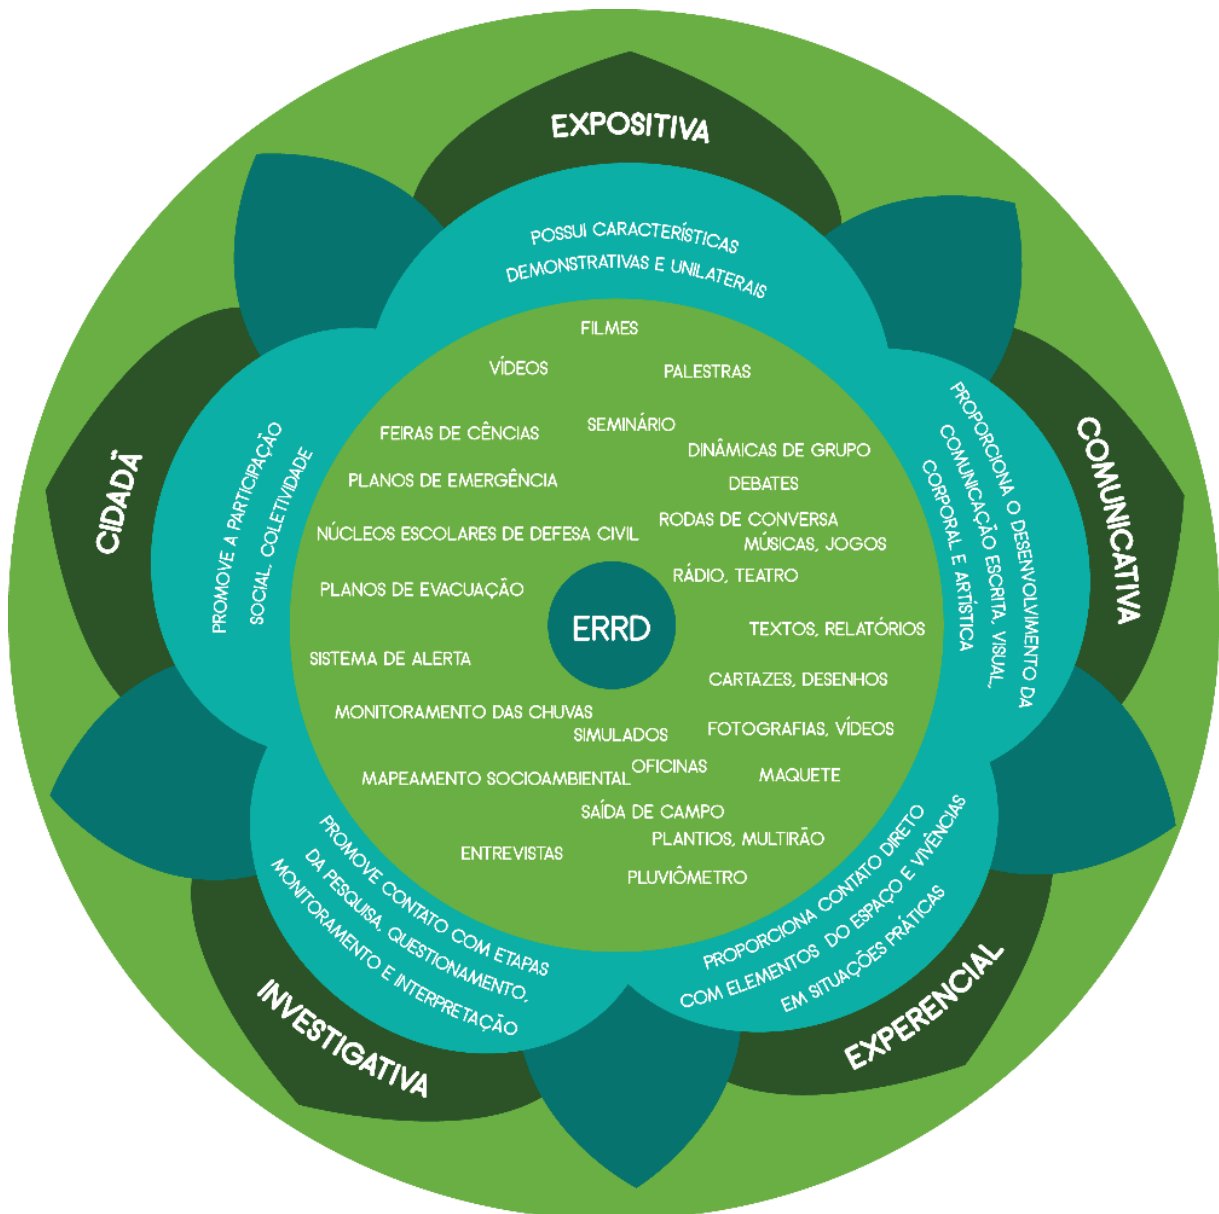 EXPOSITIVA
POSSUI CARACTERÍSTICAS
DEMONSTRATIVAS E UNILATERAIS
COMUNICATIVA
PROPORCIONA O DESENVOLVIMENTO DA
COMUNICAÇÃO ESCRITA, VISUAL,
CORPORAL E ARTÍSTICA
EXPERENCIAL
PROPORCIONA CONTATO DIRETO
COM ELEMENTOS DO ESPAÇO E VIVÊNCIAS
EM SITUAÇÕES PRÁTICAS
INVESTIGATIVA
PROMOVE CONTATO COM ETAPAS
DA PESQUISA, QUESTIONAMENTO,
MONITORAMENTO E INTERPRETAÇÃO
CIDADÃ
PROMOVE A PARTICIPAÇÃO
SOCIAL, COLETIVIDADE
FILMES
VÍDEOS
PALESTRAS
SEMINÁRIO
FEIRAS DE CÊNCIAS
DINÂMICAS DE GRUPO
PLANOS DE EMERGÊNCIA
DEBATES
RODAS DE CONVERSA
NÚCLEOS ESCOLARES DE DEFESA CIVIL
MÚSICAS, JOGOS
RÁDIO, TEATRO
PLANOS DE EVACUAÇÃO
ERRD
TEXTOS, RELATÓRIOS
SISTEMA DE ALERTA
CARTAZES, DESENHOS
MONITORAMENTO DAS CHUVAS
SIMULADOS
FOTOGRAFIAS, VÍDEOS
OFICINAS
MAPEAMENTO SOCIOAMBIENTAL
MAQUETE
SAÍDA DE CAMPO
PLANTIOS, MULTIRÃO
ENTREVISTAS
PLUVIÔMETRO